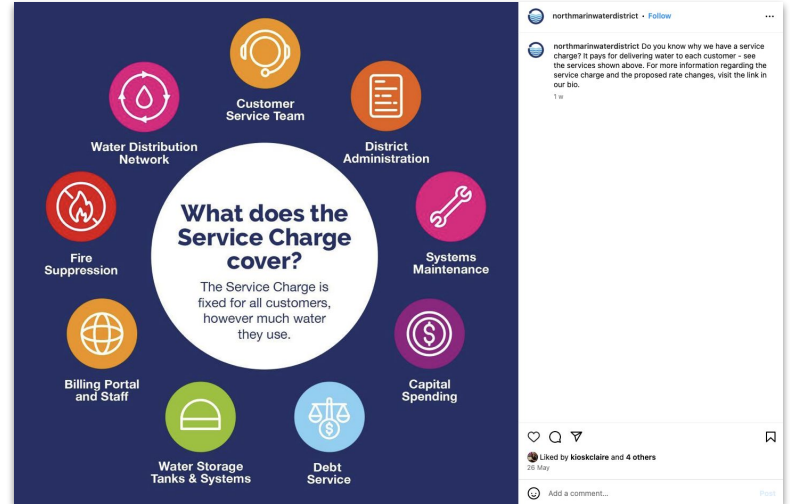 Customer
Service Team
District
Administration
Systems
Maintenance
Capital
Spending
Debt
Service
Water Storage
Tanks & Systems
Billing Portal
and Staff
Fire
Suppression
Water Distribution
Network
What does the
Service Charge
cover?
The Service Charge is
fixed for all customers,
however much water
they use.
northmarinwaterdistrict • Follow
northmarinwaterdistrict Do you know why we have a service
charge? It pays for delivering water to each customer - see
the services shown above. For more information regarding the
service charge and the proposed rate changes, visit the link in
our bio.
1 w
Liked by kioskclaire and 4 others
26 May
Add a comment...
Post